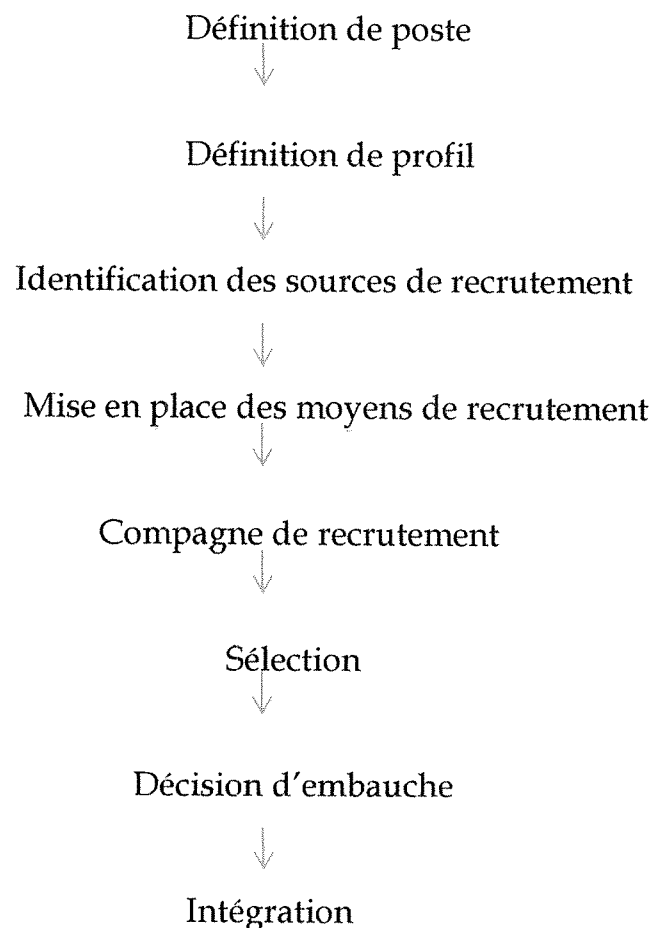 Définition de poste
Définition de profil
Identification des sources de recrutement
Mise en place des moyens de recrutement
Compagne de recrutement
Sélection
Décision d'embauche
Intégration